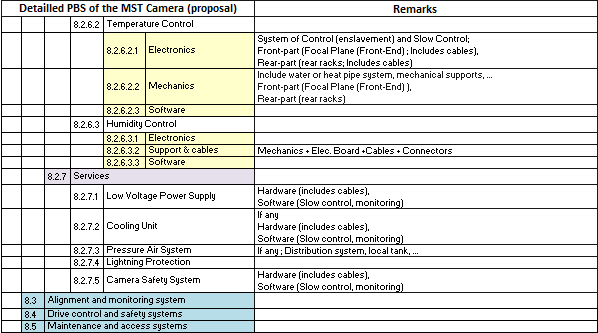 Detailled PBS of the MST Camera (proposal) Remarks
8.2.6.2 Temperature Control
8.2.6.2.1 Electronics System of Control (enslavement) and Slow Control;
Front-part (Focal Plane (Front-End) ; Includes cables),
Rear-part (rear racks; Includes cables)
8.2.6.2.2 Mechanics Include water or heat pipe system, mechanical supports, ...
Front-part (Focal Plane (Front-End) ),
Rear-part (rear racks)
8.2.6.2.3 Software
8.2.6.3 Humidity Control
8.2.6.3.1 Electronics
8.2.6.3.2 Support & cables Mechanics + Elec. Board +Cables + Connectors
8.2.6.3.3 Software
8.2.7 Services
8.2.7.1 Low Voltage Power Supply Hardware (includes cables),
Software (Slow control, monitoring)
8.2.7.2 Cooling Unit If any
Hardware (includes cables),
Software (Slow control, monitoring)
8.2.7.3 Pressure Air System If any ; Distribution system, local tank, ...
8.2.7.4 Lightning Protection
8.2.7.5 Camera Safety System Hardware (includes cables),
Software (Slow control, monitoring)
8.3 Alignment and monitoring system
8.4 Drive control and safety systems
8.5 Maintenance and access systems